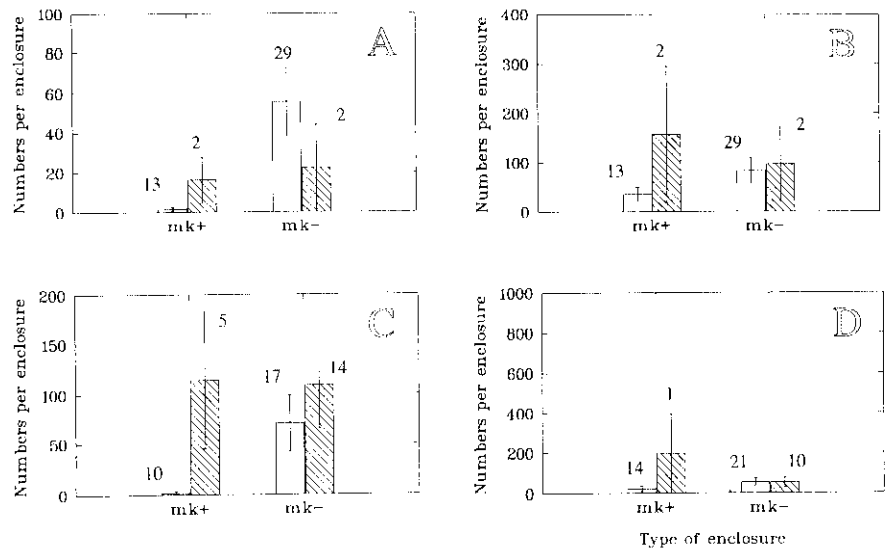 A
Numbers per enclosure
100
80
60
40
20
0
29
2
2
13
mk+
mk−
B
Numbers per enclosure
400
300
200
100
0
2
2
29
13
mk+
mk−
C
Numbers per enclosure
200
150
100
50
0
5
17
14
10
mk+
mk−
D
Numbers per enclosure
1000
800
600
400
200
0
1
14
21
10
mk+
mk−
Type of enclosure